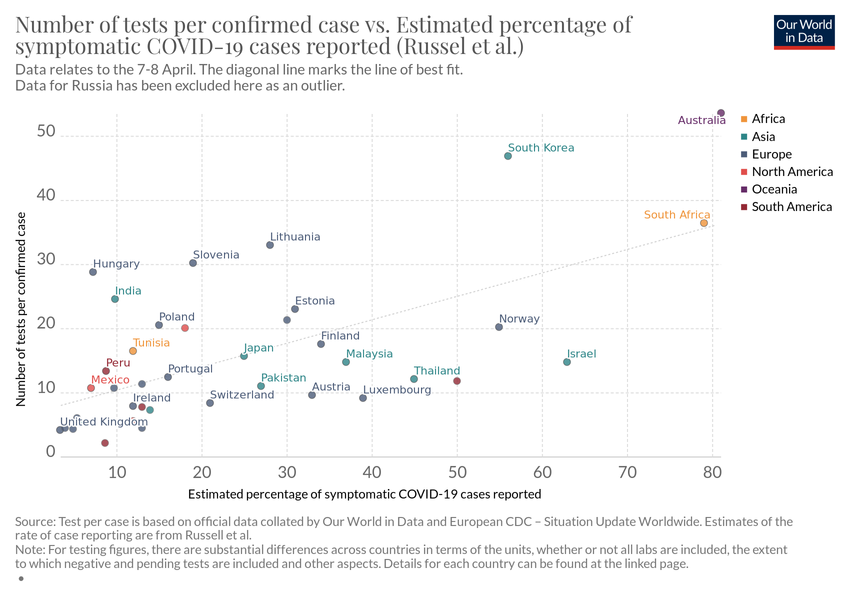 Number of tests per confirmed case vs. Estimated percentage of
symptomatic COVID-19 cases reported (Russel et al.)
Our World
in Data
Data relates to the 7-8 April. The diagonal line marks the line of best fit.
Data for Russia has been excluded here as an outlier.
Number of tests per confirmed case
50
40
30
20
10
0
Australia
South Korea
South Africa
Lithuania
Slovenia
Hungary
India
Estonia
Poland
Norway
Finland
Tunisia
Japan
Malaysia
Israel
Peru
Portugal
Thailand
Mexico
Pakistan
Austria
Luxembourg
Switzerland
Ireland
United Kingdom
10
20
30
40
50
60
70
80
Estimated percentage of symptomatic COVID-19 cases reported
Africa
Asia
Europe
North America
Oceania
South America
Source: Test per case is based on official data collated by Our World in Data and European CDC – Situation Update Worldwide. Estimates of the
rate of case reporting are from Russell et al.
Note: For testing figures, there are substantial differences across countries in terms of the units, whether or not all labs are included, the extent
to which negative and pending tests are included and other aspects. Details for each country can be found at the linked page.